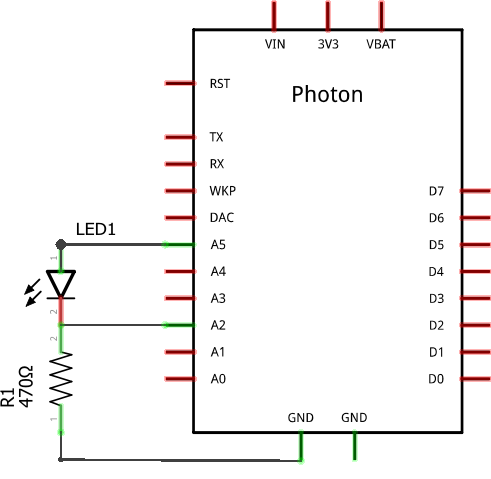 VIN 3V3 VBAT
RST
Photon
TX
RX
WKP D7
DAC D6
LED1
A5 D5
1
A4 D4
A3 D3
2
A2 D2
2
A1 D1
R1
470Ω
A0 D0
1
GND GND